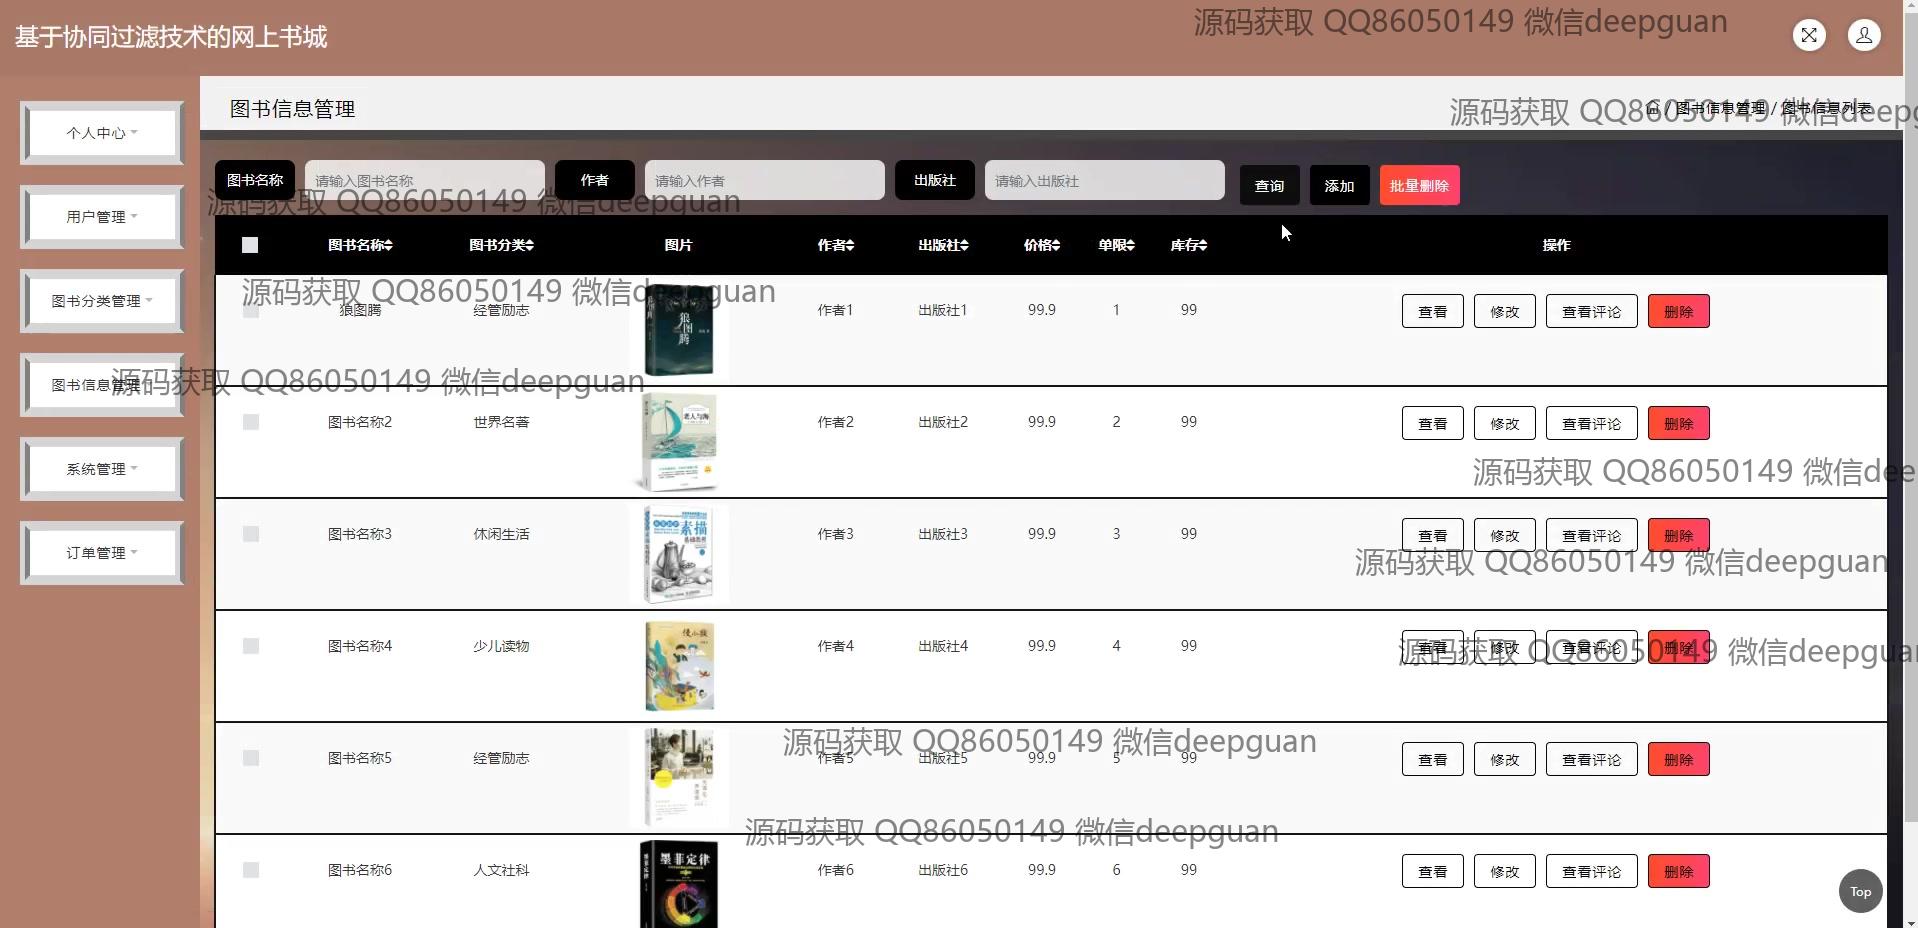 基于协同过滤技术的网上书城
源码获取 QQ86050149 微信deepguan
个人中心
用户管理
图书分类管理
图书信息管理
系统管理
订单管理
图书信息管理
/ 图书信息管理 / 图书信息列表
源码获取 QQ86050149 微信deepg
图书名称 请输入图书名称 作者 请输入作者 出版社 请输入出版社 查询 添加 批量删除
源码获取 QQ86050149 微信deepguan
图书名称 图书分类 图片 作者 出版社 价格 单限 库存 操作
源码获取 QQ86050149 微信deepguan
狼图腾 经管励志 狼图腾 作者1 出版社1 99.9 1 99 查看 修改 查看评论 删除
源码获取 QQ86050149 微信deepguan
图书名称2 世界名著 老人与海 作者2 出版社2 99.9 2 99 查看 修改 查看评论 删除
源码获取 QQ86050149 微信dee
图书名称3 休闲生活 素描 作者3 出版社3 99.9 3 99 查看 修改 查看评论 删除
源码获取 QQ86050149 微信deepguan
图书名称4 少儿读物 作者4 出版社4 99.9 4 99 查看 修改 查看评论 删除
源码获取 QQ86050149 微信deepguan
源码获取 QQ86050149 微信deepguan
图书名称5 经管励志 作者5 出版社5 99.9 5 99 查看 修改 查看评论 删除
源码获取 QQ86050149 微信deepguan
图书名称6 人文社科 墨菲定律 作者6 出版社6 99.9 6 99 查看 修改 查看评论 删除
Top